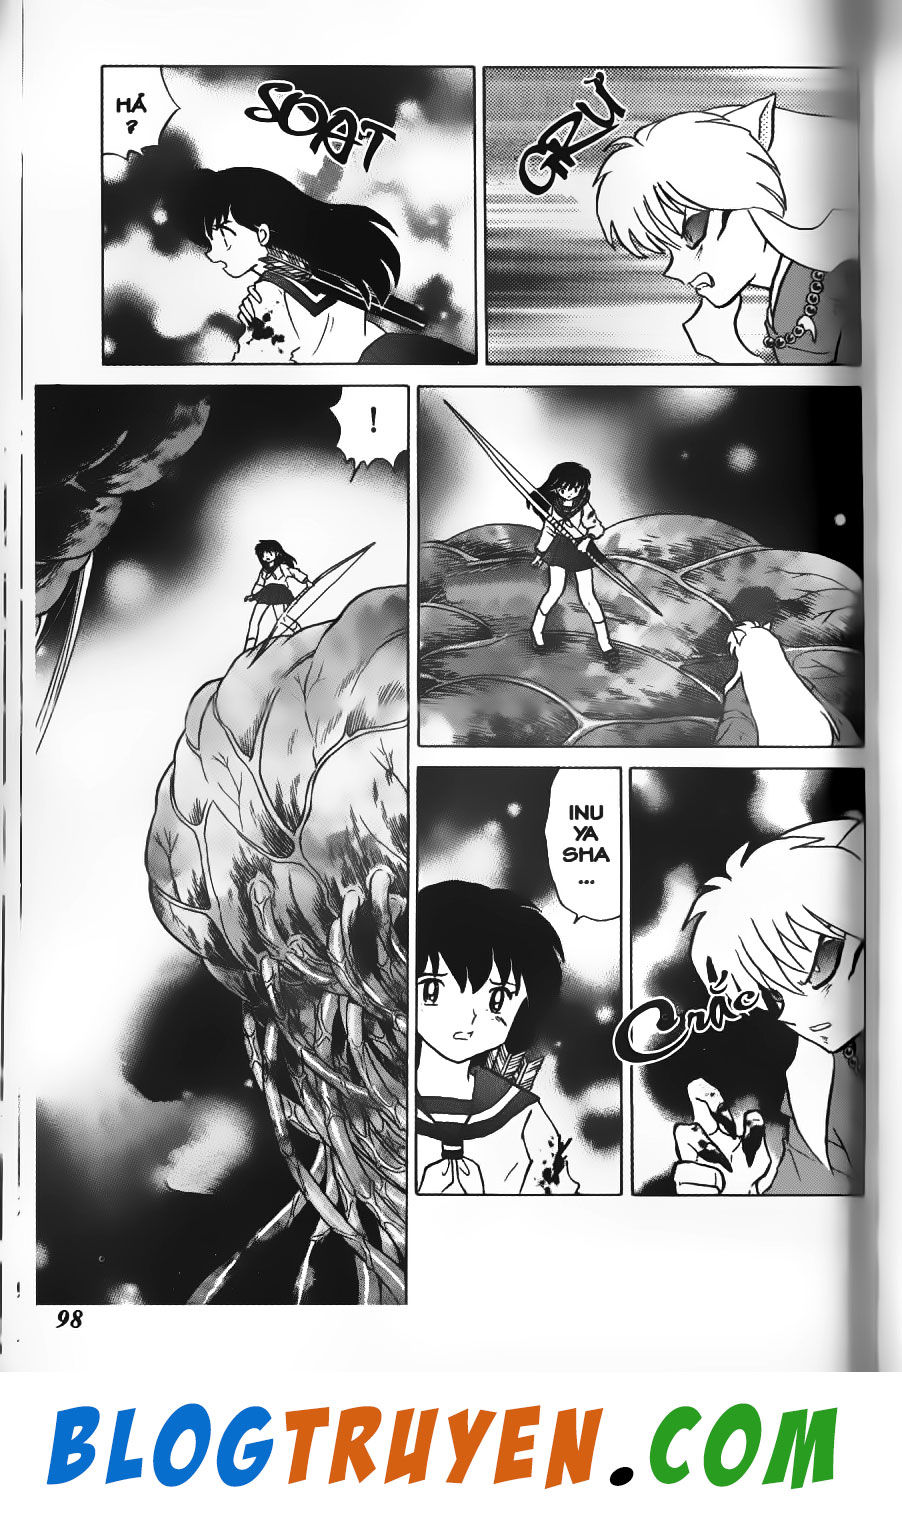 GRỪ
SOẠT
HẢ
?
!
Crắc
INU
YA
SHA
...
98
BLOGTRUYEN.COM